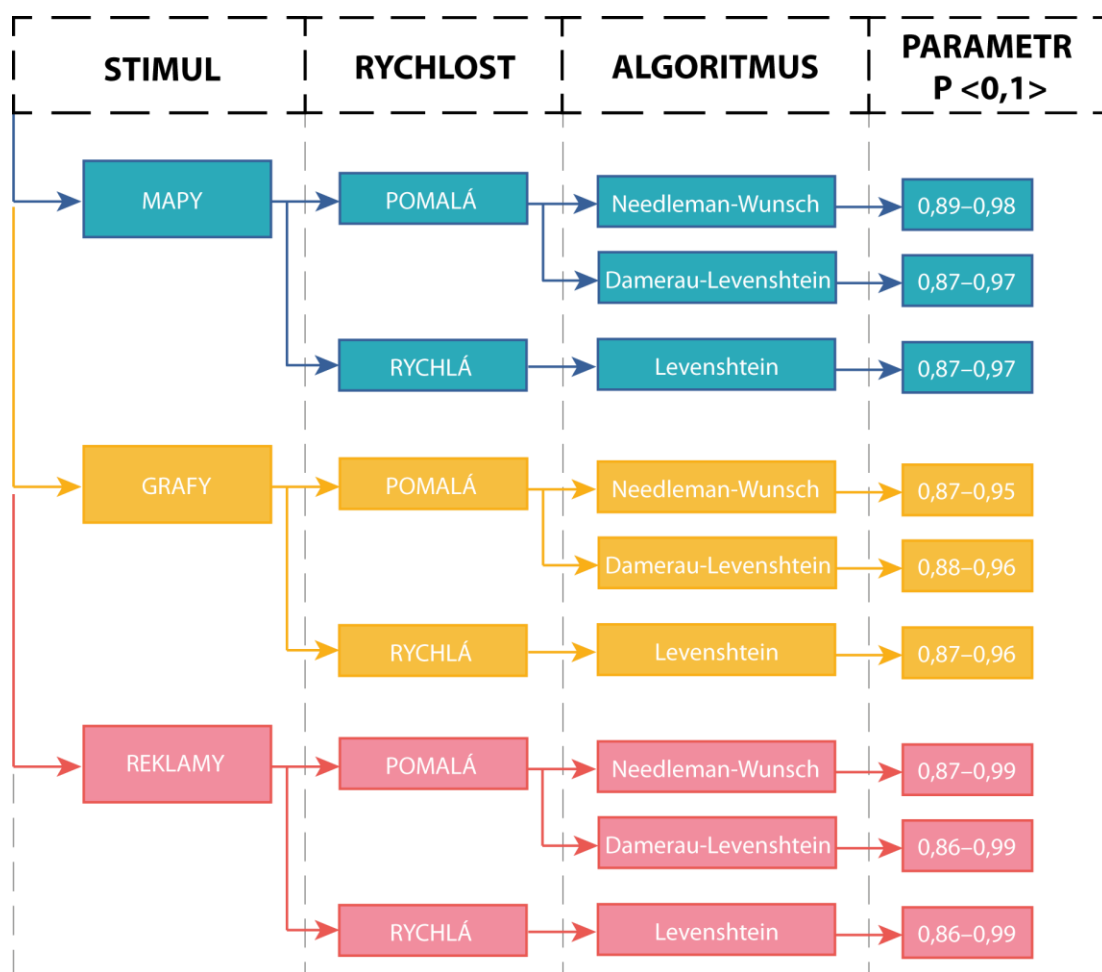 STIMUL
RYCHLOST
ALGORITMUS
PARAMETR
P <0,1>
MAPY
POMALÁ
Needleman-Wunsch
0,89–0,98
Damerau-Levenshtein
0,87–0,97
RYCHLÁ
Levenshtein
0,87–0,97
GRAFY
POMALÁ
Needleman-Wunsch
0,87–0,95
Damerau-Levenshtein
0,88–0,96
RYCHLÁ
Levenshtein
0,87–0,96
REKLAMY
POMALÁ
Needleman-Wunsch
0,87–0,99
Damerau-Levenshtein
0,86–0,99
RYCHLÁ
Levenshtein
0,86–0,99